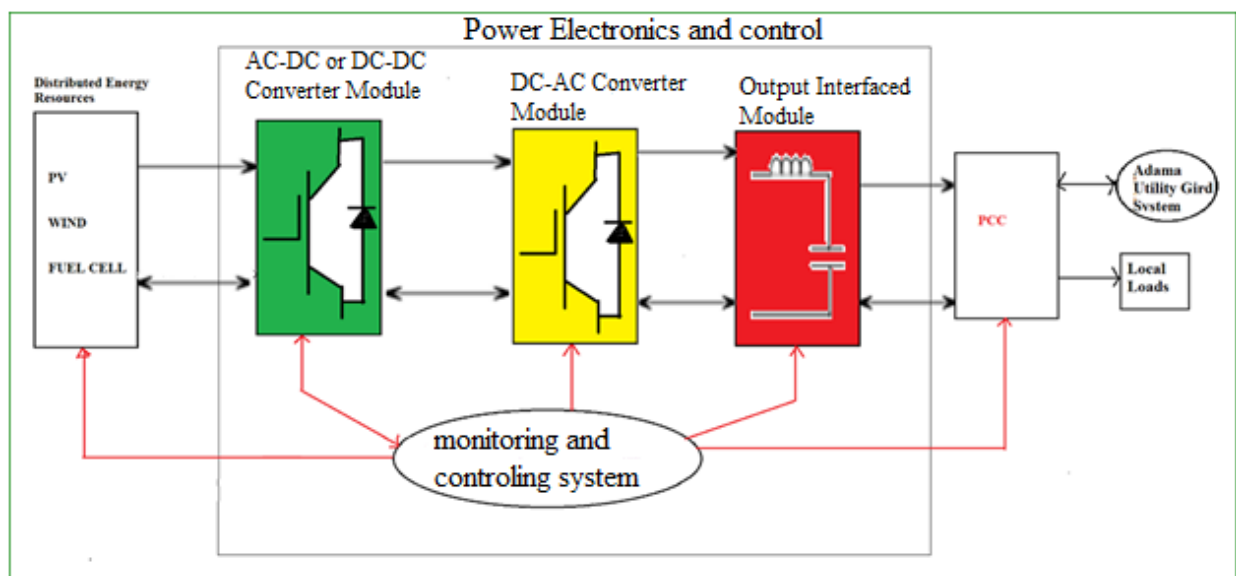 Power Electronics and control
Distributed Energy
Resources
AC-DC or DC-DC
Converter Module
DC-AC Converter
Module
Output Interfaced
Module
PV
WIND
FUEL CELL
PCC
Adama
Utility Gird
System
Local
Loads
monitoring and
controling system